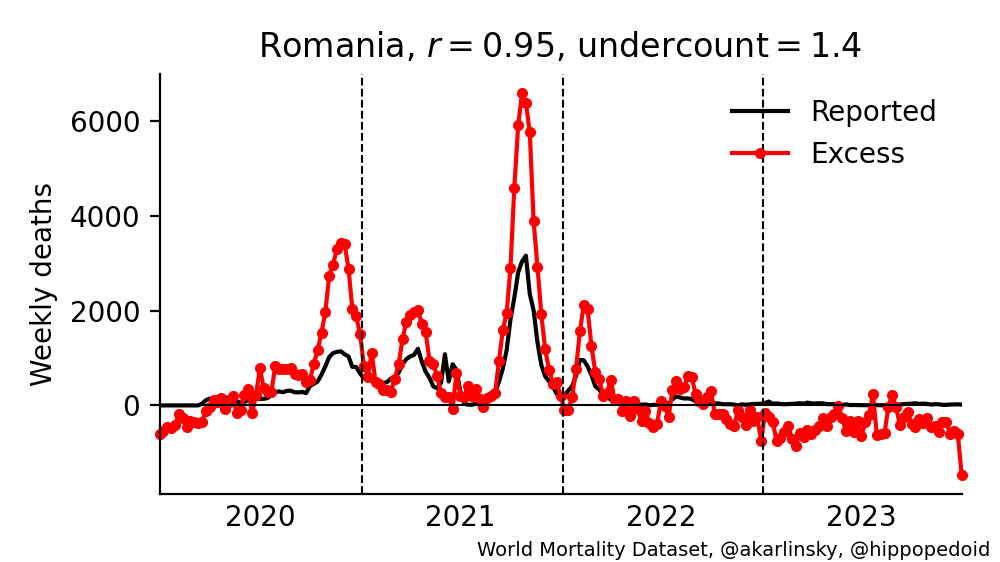 Romania, r = 0.95, undercount = 1.4
Reported
Excess
Weekly deaths
6000
4000
2000
0
2020 2021 2022 2023
World Mortality Dataset, @akarlinsky, @hippopedoid